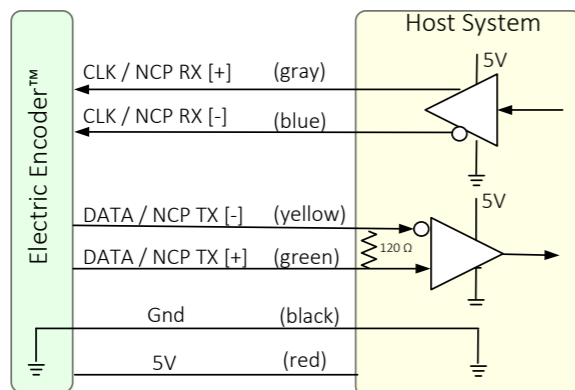 Host System
Electric Encoder™
5V
CLK / NCP RX [+] (gray)
CLK / NCP RX [-] (blue)
5V
DATA / NCP TX [-] (yellow)
120 Ω
DATA / NCP TX [+] (green)
Gnd (black)
5V (red)